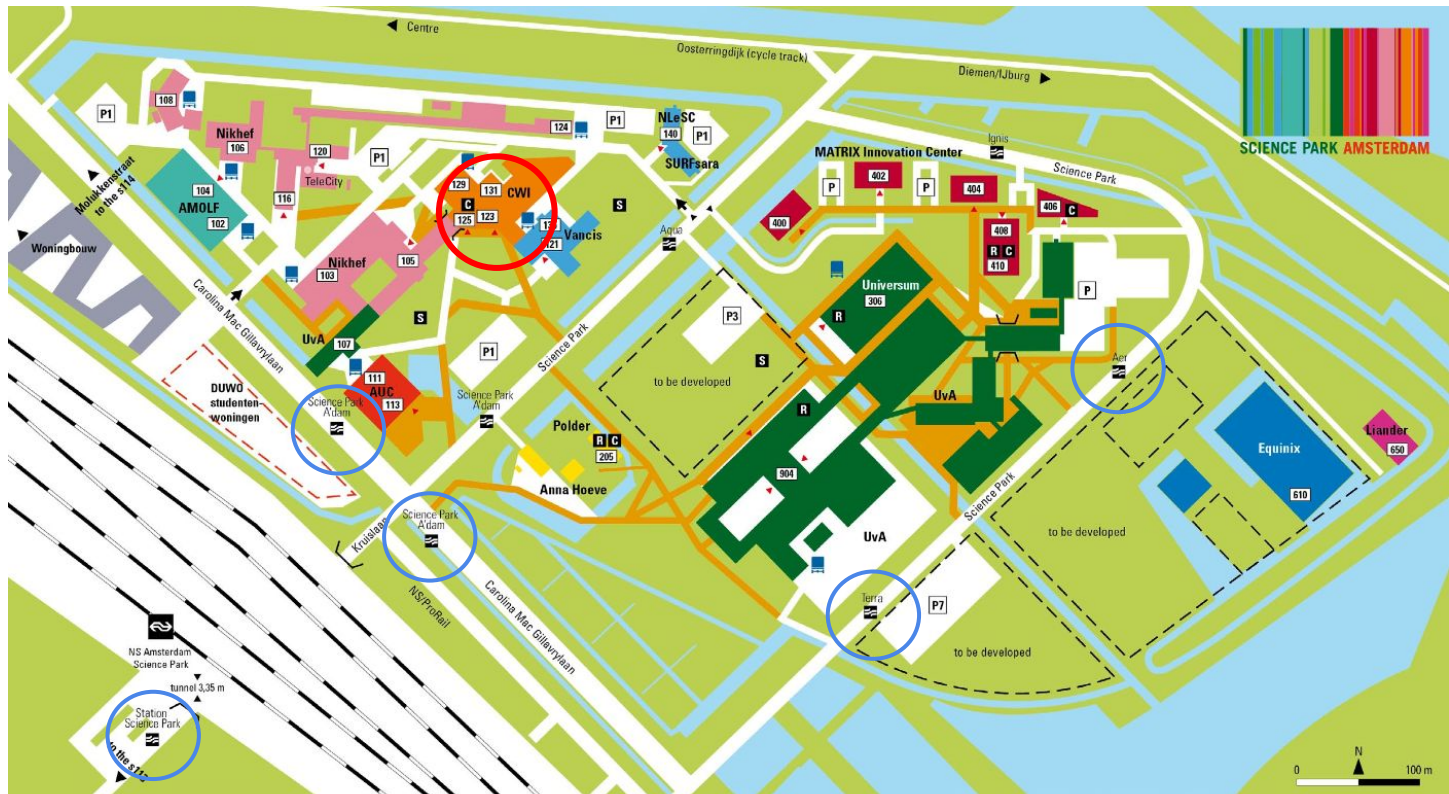 Centre
Oosterringdijk (cycle track)
Diemen/IJburg
SCIENCE PARK AMSTERDAM
108
P1
Nikhef
106
124
P1
NLeSC
140
P1
SURFsara
120
P1
TeleCity
Ignis
Science Park
MATRIX Innovation Center
402
P
P
404
406
C
400
408
R C
410
Molukkenstraat
to the s114
104
AMOLF
102
116
129
131
CWI
C
125
123
S
121
Vancis
Aqua
Woningbouw
Nikhef
103
105
S
UvA
107
P1
Science Park
P3
Universum
306
R
P
Carolina Mac Gillavrylaan
111
AUC
113
DUWO
studenten-
woningen
Science Park
A'dam
Science Park
A'dam
to be developed
S
R
UvA
Aer
Polder
R C
205
Anna Hoeve
904
Science Park
Equinix
610
Liander
650
Kruislaan
Science Park
A'dam
UvA
to be developed
NS/ProRail
Carolina Mac Gillavrylaan
Terra
P7
to be developed
NS Amsterdam
Science Park
tunnel 3,35 m
Station
Science Park
N
0
100 m